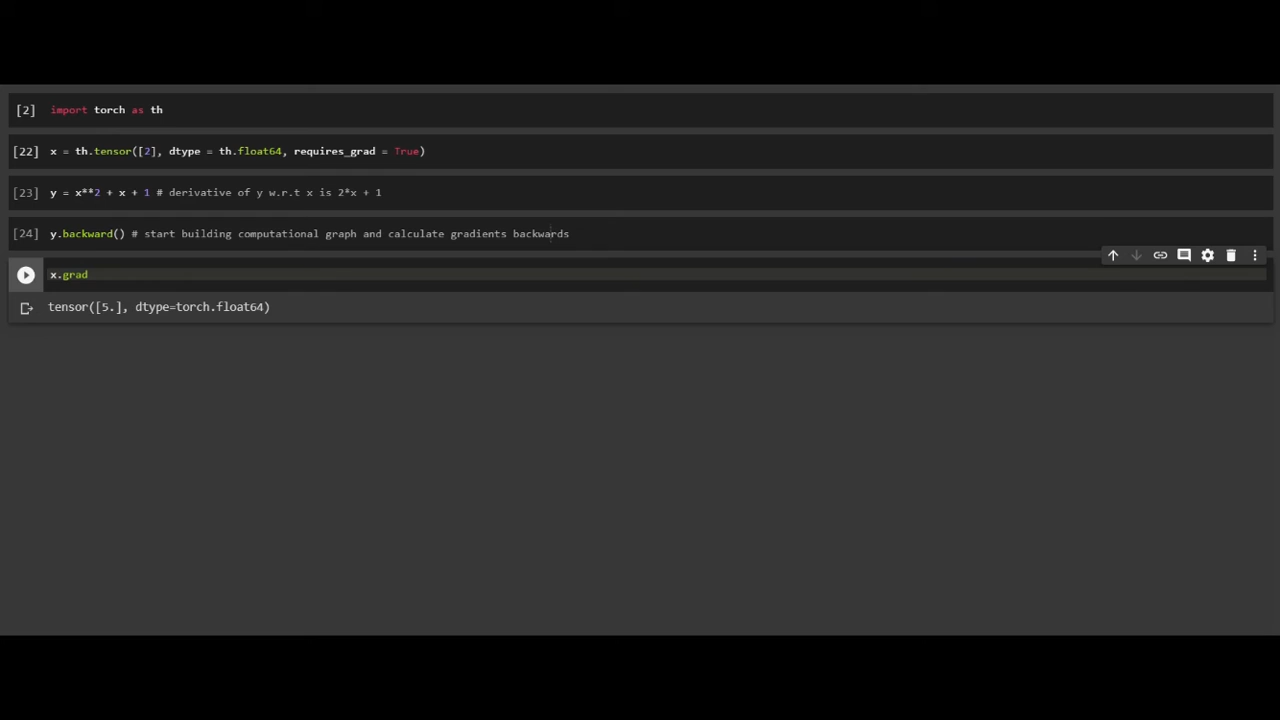 [2] import torch as th
[22] x = th.tensor([2], dtype = th.float64, requires_grad = True)
[23] y = x**2 + x + 1 # derivative of y w.r.t x is 2*x + 1
[24] y.backward() # start building computational graph and calculate gradients backwards
x.grad
tensor([5.], dtype=torch.float64)